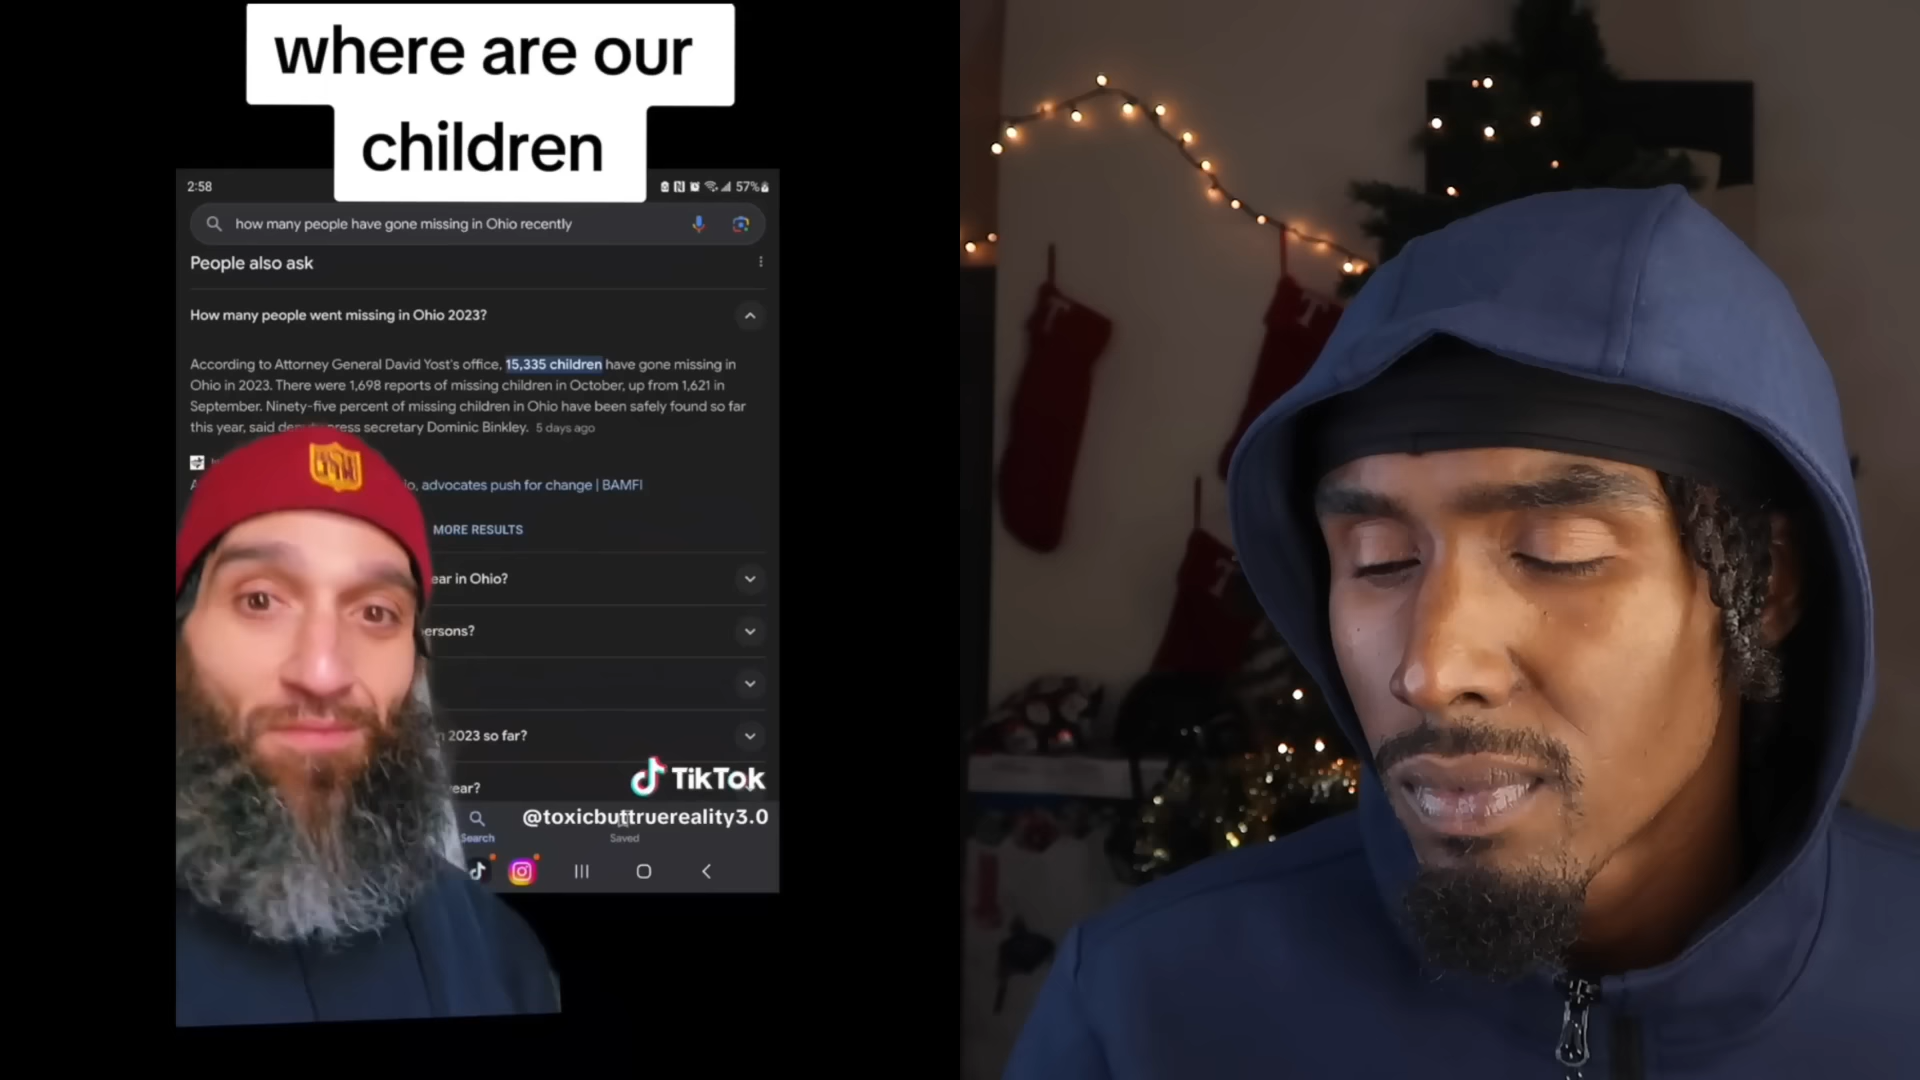 where are our
children
2:58
57%
how many people have gone missing in Ohio recently
People also ask
How many people went missing in Ohio 2023?
According to Attorney General David Yost's office, 15,335 children have gone missing in
Ohio in 2023. There were 1,698 reports of missing children in October, up from 1,621 in
September. Ninety-five percent of missing children in Ohio have been safely found so far
this year, said press secretary Dominic Binkley. 5 days ago
advocates push for change | BAMFI
MORE RESULTS
ear in Ohio?
ersons?
2023 so far?
ear?
TikTok
@toxicbuttruereality3.0
Search
Saved
T
T